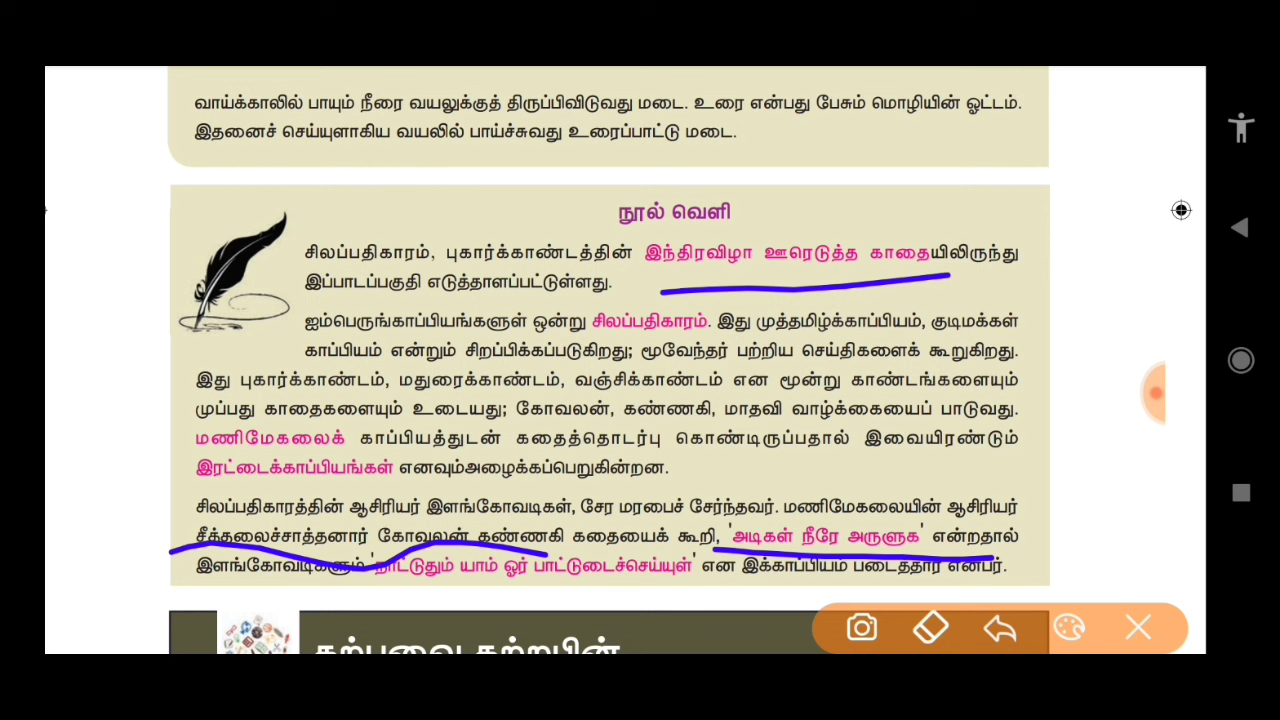 வாய்க்காலில் பாயும் நீரை வயலுக்குத் திருப்பிவிடுவது மடை. உரை என்பது பேசும் மொழியின் ஓட்டம்.
இதனைச் செய்யுளாகிய வயலில் பாய்ச்சுவது உரைப்பாட்டு மடை.
நூல் வெளி
சிலப்பதிகாரம், புகார்க்காண்டத்தின் இந்திரவிழா ஊரெடுத்த காதையிலிருந்து
இப்பாடப்பகுதி எடுத்தாளப்பட்டுள்ளது.
ஐம்பெருங்காப்பியங்களுள் ஒன்று சிலப்பதிகாரம். இது முத்தமிழ்க்காப்பியம், குடிமக்கள்
காப்பியம் என்றும் சிறப்பிக்கப்படுகிறது; மூவேந்தர் பற்றிய செய்திகளைக் கூறுகிறது.
இது புகார்க்காண்டம், மதுரைக்காண்டம், வஞ்சிக்காண்டம் என மூன்று காண்டங்களையும்
முப்பது காதைகளையும் உடையது; கோவலன், கண்ணகி, மாதவி வாழ்க்கையைப் பாடுவது.
மணிமேகலைக் காப்பியத்துடன் கதைத்தொடர்பு கொண்டிருப்பதால் இவையிரண்டும்
இரட்டைக்காப்பியங்கள் எனவும்அழைக்கப்பெறுகின்றன.
சிலப்பதிகாரத்தின் ஆசிரியர் இளங்கோவடிகள், சேர மரபைச் சேர்ந்தவர். மணிமேகலையின் ஆசிரியர்
சீத்தலைச்சாத்தனார் கோவலன் கண்ணகி கதையைக் கூறி, 'அடிகள் நீரே அருளுக' என்றதால்
இளங்கோவடிகளும் 'நாட்டுதும் யாம் ஓர் பாட்டுடைச்செய்யுள்' என இக்காப்பியம் படைத்தார் என்பர்.
கற்பவை கற்றபின்